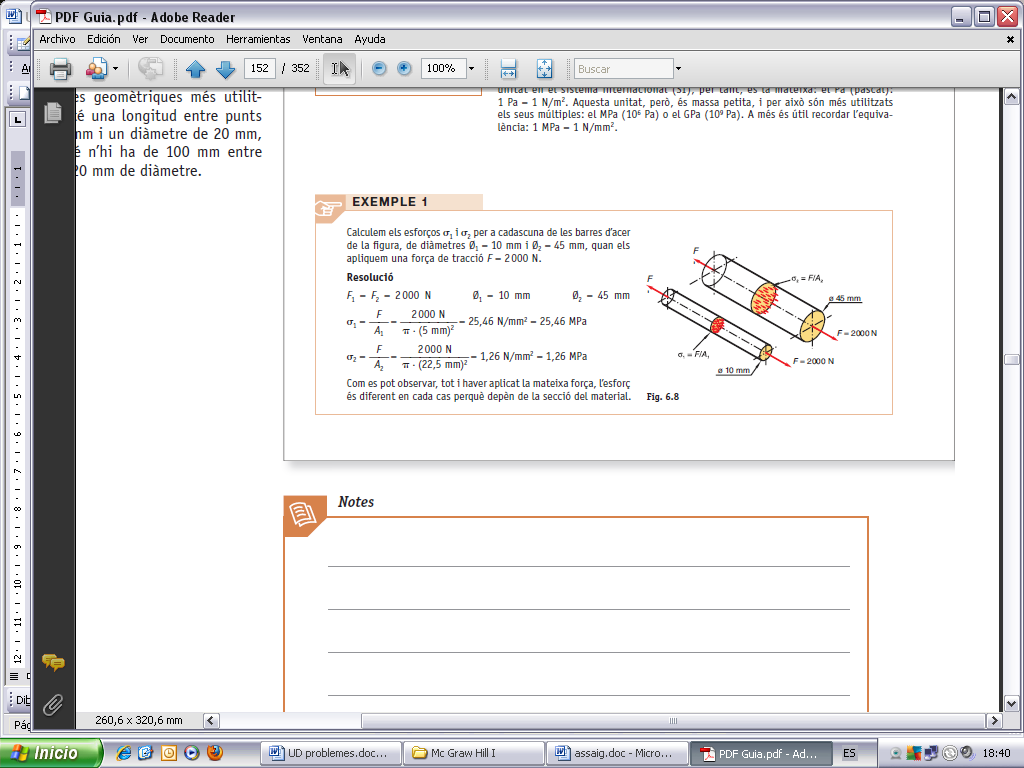 PDF Guia.pdf - Adobe Reader
Archivo Edición Ver Documento Herramientas Ventana Ayuda
152 / 352 100% Buscar
es geomètriques més utilit-
té una longitud entre punts
mm i un diàmetre de 20 mm,
é n'hi ha de 100 mm entre
20 mm de diàmetre.
unitat en el Sistema Internacional (SI), per tant, és la mateixa: el Pa (pascal):
1 Pa = 1 N/m². Aquesta unitat, però, és massa petita, i per això són més utilitzats
els seus múltiples: el MPa (10⁶ Pa) o el GPa (10⁹ Pa). A més és útil recordar l'equiva-
lència: 1 MPa = 1 N/mm².
EXEMPLE 1
Calculem els esforços σ₁ i σ₂ per a cadascuna de les barres d'acer
de la figura, de diàmetres Ø₁ = 10 mm i Ø₂ = 45 mm, quan els
apliquem una força de tracció F = 2 000 N.
Resolució
F₁ = F₂ = 2 000 N Ø₁ = 10 mm Ø₂ = 45 mm
σ₁ = F / A₁ = 2 000 N / π · (5 mm)² = 25,46 N/mm² = 25,46 MPa
σ₂ = F / A₂ = 2 000 N / π · (22,5 mm)² = 1,26 N/mm² = 1,26 MPa
Com es pot observar, tot i haver aplicat la mateixa força, l'esforç
és diferent en cada cas perquè depèn de la secció del material.
F
F
σ₂ = F/A₂
ø 45 mm
F = 2000 N
σ₁ = F/A₁
F = 2000 N
ø 10 mm
Fig. 6.8
Notes
260,6 x 320,6 mm
Inicio
UD problemes.doc...
Mc Graw Hill I
assaig.doc - Micro...
PDF Guia.pdf - Ad...
ES
18:40